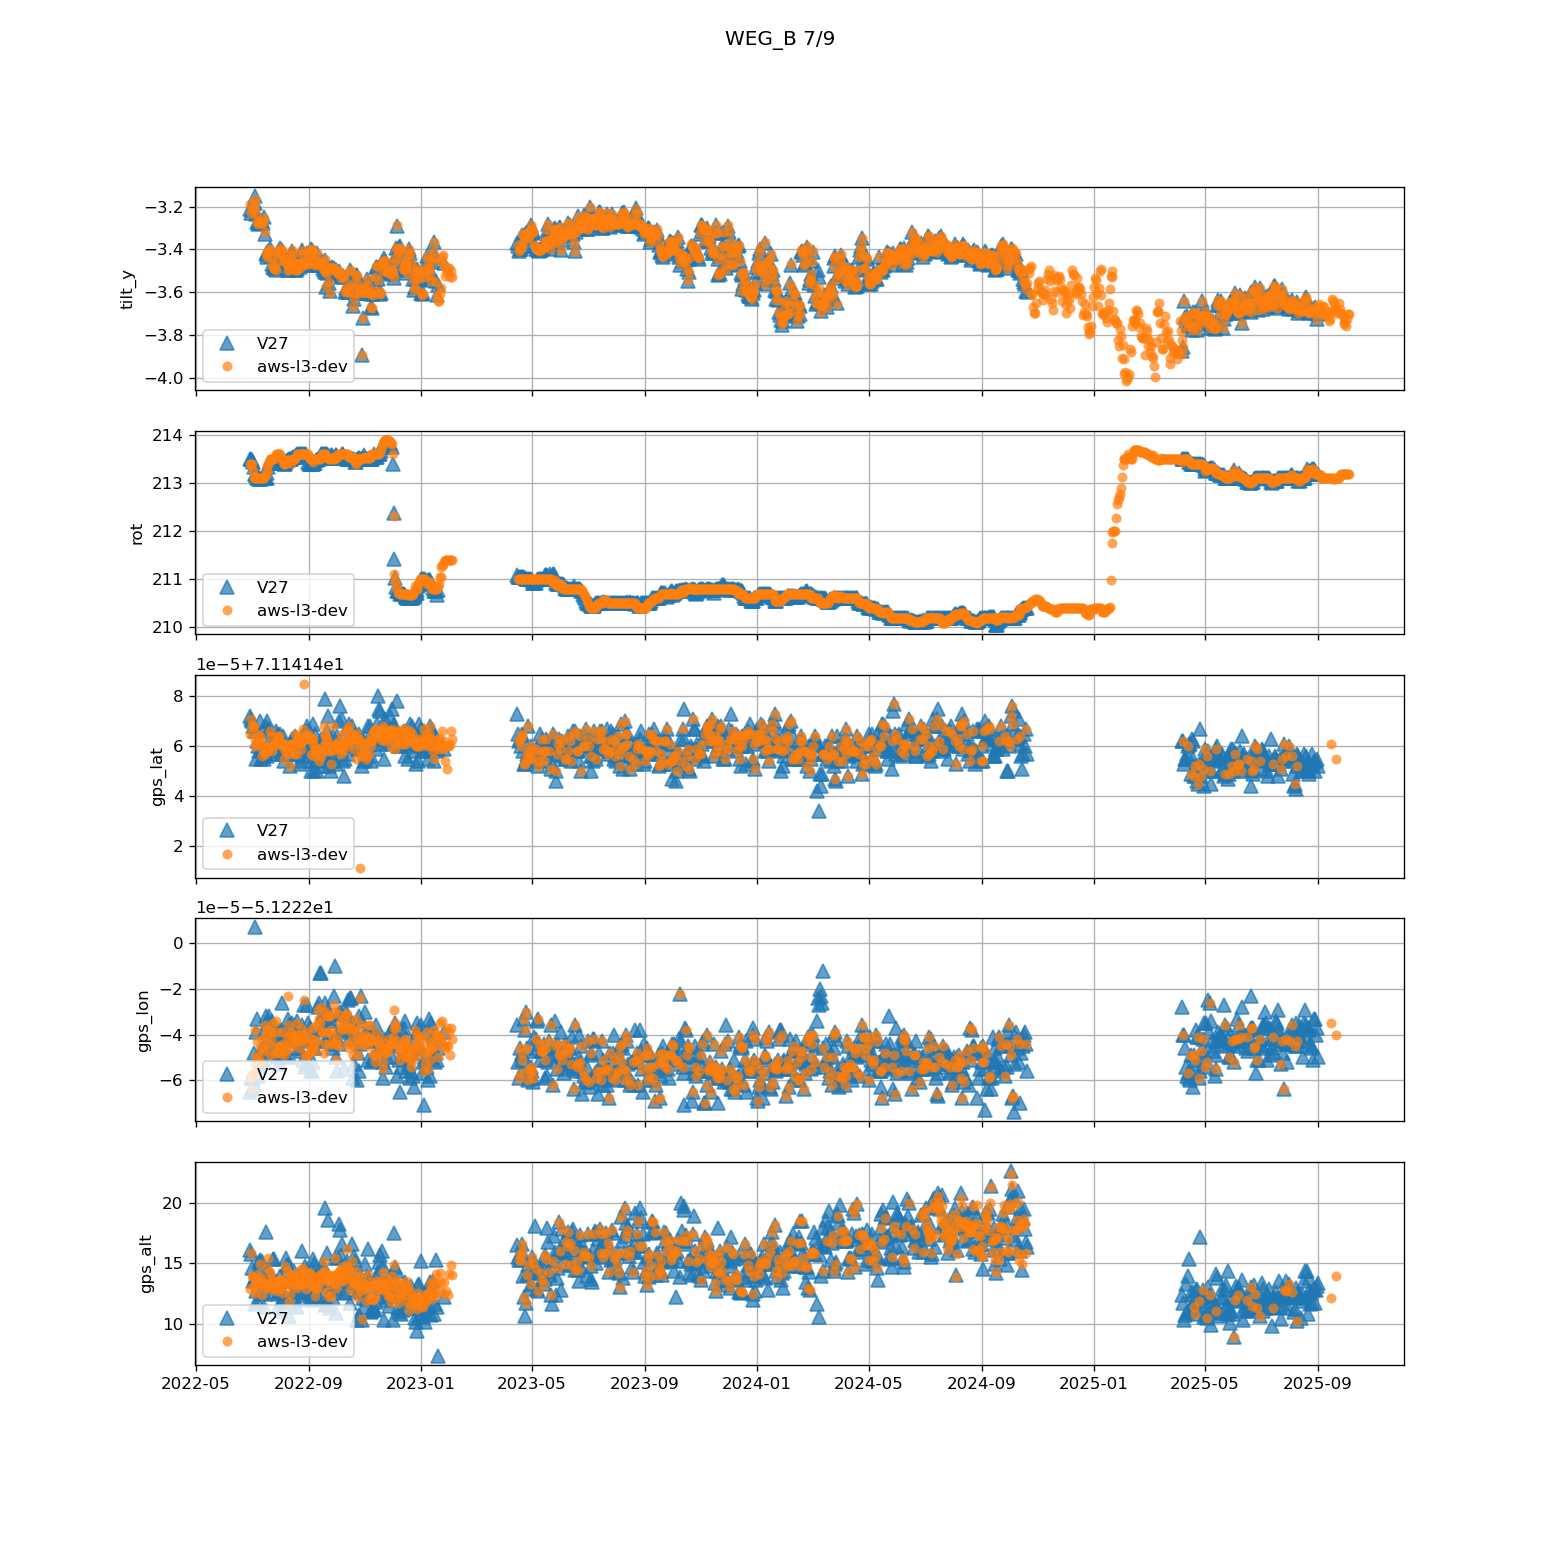 WEG_B 7/9
−3.2
−3.4
−3.6
−3.8
−4.0
tilt_y
V27
aws-l3-dev
214
213
212
211
210
rot
V27
aws-l3-dev
1e−5+7.11414e1
8
6
4
2
gps_lat
V27
aws-l3-dev
1e−5−5.1222e1
0
−2
−4
−6
gps_lon
V27
aws-l3-dev
20
15
10
gps_alt
V27
aws-l3-dev
2022-05 2022-09 2023-01 2023-05 2023-09 2024-01 2024-05 2024-09 2025-01 2025-05 2025-09